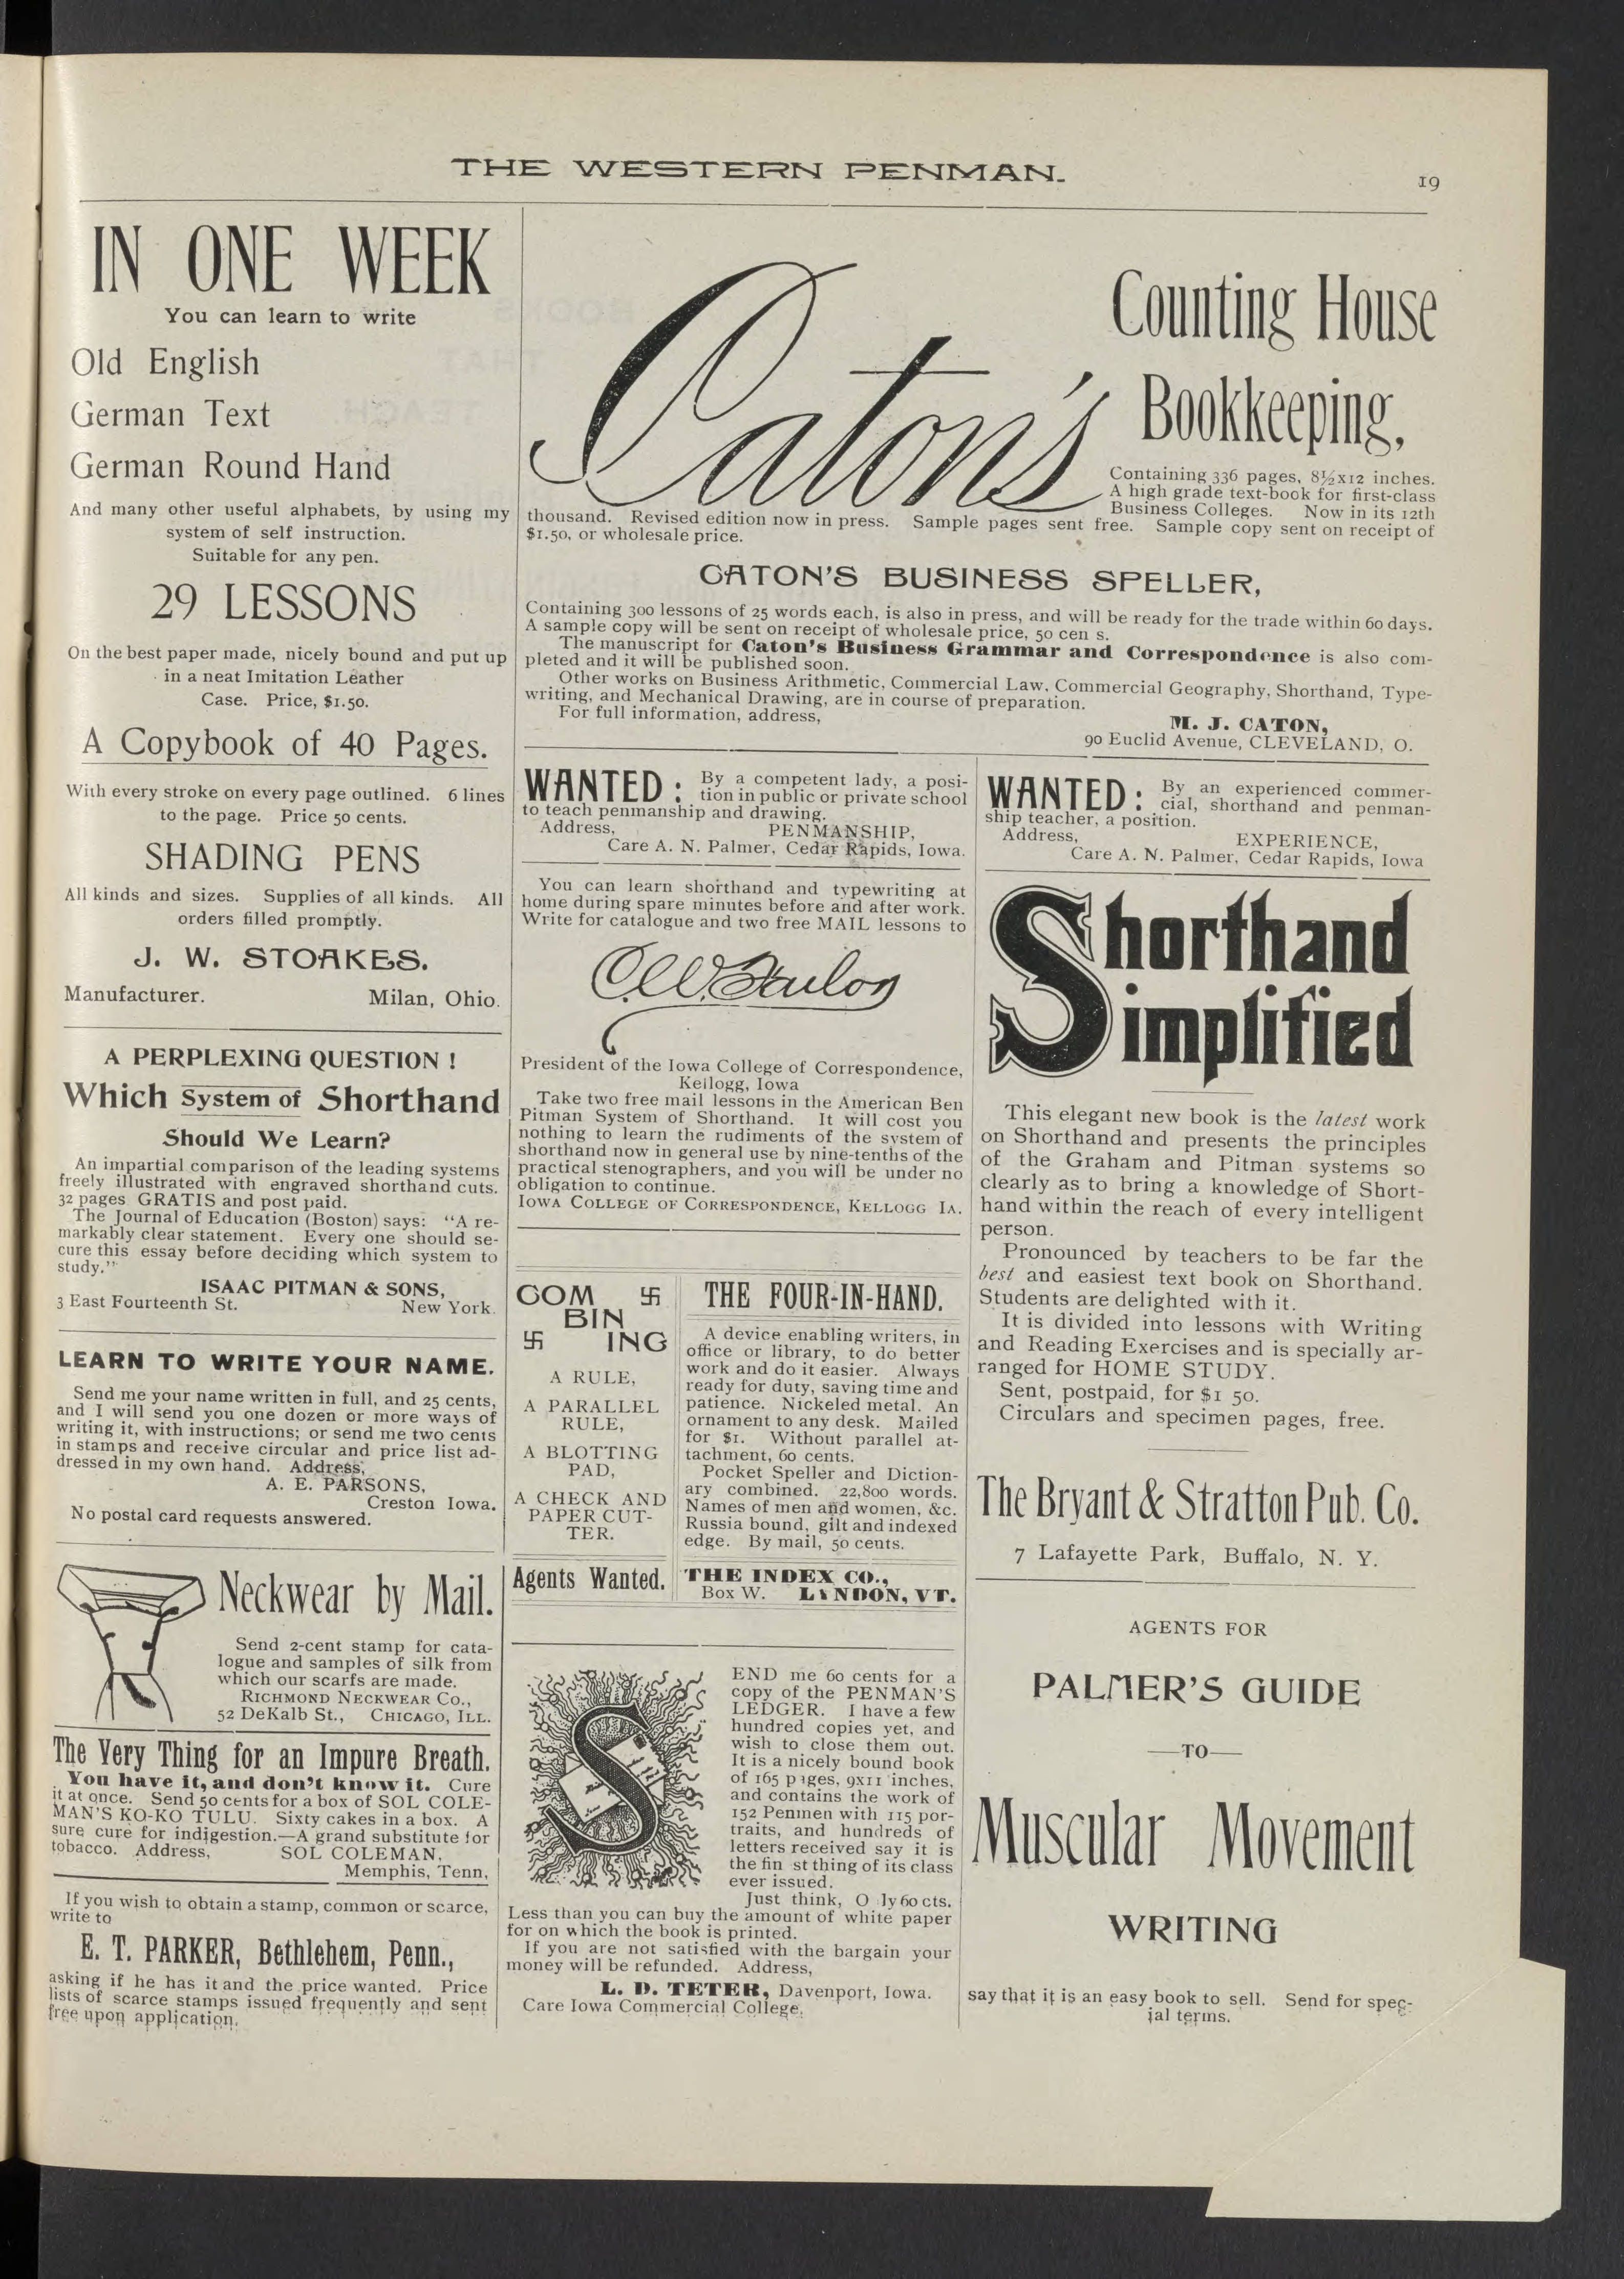 THE WESTERN PENMAN.
19
IN ONE WEEK
You can learn to write
Old English
German Text
German Round Hand
And many other useful alphabets, by using my
system of self instruction.
Suitable for any pen.
29 LESSONS
On the best paper made, nicely bound and put up
in a neat Imitation Leather
Case. Price, $1.50.
A Copybook of 40 Pages.
With every stroke on every page outlined. 6 lines
to the page. Price 50 cents.
SHADING PENS
All kinds and sizes. Supplies of all kinds. All
orders filled promptly.
J. W. STOAKES.
Manufacturer. Milan, Ohio.
A PERPLEXING QUESTION !
Which System of Shorthand
Should We Learn?
An impartial comparison of the leading systems
freely illustrated with engraved shorthand cuts.
32 pages GRATIS and post paid.
The Journal of Education (Boston) says: "A re-
markably clear statement. Every one should se-
cure this essay before deciding which system to
study."
ISAAC PITMAN & SONS,
3 East Fourteenth St. New York.
LEARN TO WRITE YOUR NAME.
Send me your name written in full, and 25 cents,
and I will send you one dozen or more ways of
writing it, with instructions; or send me two cents
in stamps and receive circular and price list ad-
dressed in my own hand. Address,
A. E. PARSONS,
Creston Iowa.
No postal card requests answered.
Neckwear by Mail.
Send 2-cent stamp for cata-
logue and samples of silk from
which our scarfs are made.
RICHMOND NECKWEAR CO.,
52 DeKalb St., CHICAGO, ILL.
The Very Thing for an Impure Breath.
You have it, and don't know it. Cure
it at once. Send 50 cents for a box of SOL COLE-
MAN'S KO-KO TULU. Sixty cakes in a box. A
sure cure for indigestion.—A grand substitute for
tobacco. Address, SOL COLEMAN,
Memphis, Tenn,
If you wish to obtain a stamp, common or scarce,
write to
E. T. PARKER, Bethlehem, Penn.,
asking if he has it and the price wanted. Price
lists of scarce stamps issued frequently and sent
free upon application.
Caton's
Counting House
Bookkeeping,
Containing 336 pages, 8½x12 inches.
A high grade text-book for first-class
Business Colleges. Now in its 12th
thousand. Revised edition now in press. Sample pages sent free. Sample copy sent on receipt of
$1.50, or wholesale price.
CATON'S BUSINESS SPELLER,
Containing 300 lessons of 25 words each, is also in press, and will be ready for the trade within 60 days.
A sample copy will be sent on receipt of wholesale price, 50 cen s.
The manuscript for Caton's Business Grammar and Correspondence is also com-
pleted and it will be published soon.
Other works on Business Arithmetic, Commercial Law, Commercial Geography, Shorthand, Type-
writing, and Mechanical Drawing, are in course of preparation.
For full information, address,
M. J. CATON,
90 Euclid Avenue, CLEVELAND, O.
WANTED: By a competent lady, a posi-
tion in public or private school
to teach penmanship and drawing.
Address, PENMANSHIP,
Care A. N. Palmer, Cedar Rapids, Iowa.
You can learn shorthand and typewriting at
home during spare minutes before and after work.
Write for catalogue and two free MAIL lessons to
President of the Iowa College of Correspondence,
Kellogg, Iowa
Take two free mail lessons in the American Ben
Pitman System of Shorthand. It will cost you
nothing to learn the rudiments of the system of
shorthand now in general use by nine-tenths of the
practical stenographers, and you will be under no
obligation to continue.
IOWA COLLEGE OF CORRESPONDENCE, KELLOGG IA.
COM 卐
BIN
卐 ING
A RULE,
A PARALLEL
RULE,
A BLOTTING
PAD,
A CHECK AND
PAPER CUT-
TER.
Agents Wanted.
THE FOUR-IN-HAND.
A device enabling writers, in
office or library, to do better
work and do it easier. Always
ready for duty, saving time and
patience. Nickeled metal. An
ornament to any desk. Mailed
for $1. Without parallel at-
tachment, 60 cents.
Pocket Speller and Diction-
ary combined. 22,800 words.
Names of men and women, &c.
Russia bound, gilt and indexed
edge. By mail, 50 cents.
THE INDEX CO.,
Box W. LYNDON, VT.
SEND me 60 cents for a
copy of the PENMAN'S
LEDGER. I have a few
hundred copies yet, and
wish to close them out.
It is a nicely bound book
of 165 pages, 9x11 inches,
and contains the work of
152 Penmen with 115 por-
traits, and hundreds of
letters received say it is
the fin st thing of its class
ever issued.
Just think, O ly 60 cts.
Less than you can buy the amount of white paper
for on which the book is printed.
If you are not satisfied with the bargain your
money will be refunded. Address,
L. D. TETER, Davenport, Iowa.
Care Iowa Commercial College.
WANTED: By an experienced commer-
cial, shorthand and penman-
ship teacher, a position.
Address, EXPERIENCE,
Care A. N. Palmer, Cedar Rapids, Iowa
Shorthand
Simplified
This elegant new book is the latest work
on Shorthand and presents the principles
of the Graham and Pitman systems so
clearly as to bring a knowledge of Short-
hand within the reach of every intelligent
person.
Pronounced by teachers to be far the
best and easiest text book on Shorthand.
Students are delighted with it.
It is divided into lessons with Writing
and Reading Exercises and is specially ar-
ranged for HOME STUDY.
Sent, postpaid, for $1 50.
Circulars and specimen pages, free.
The Bryant & Stratton Pub. Co.
7 Lafayette Park, Buffalo, N. Y.
AGENTS FOR
PALMER'S GUIDE
—TO—
Muscular Movement
WRITING
say that it is an easy book to sell. Send for spec-
ial terms.